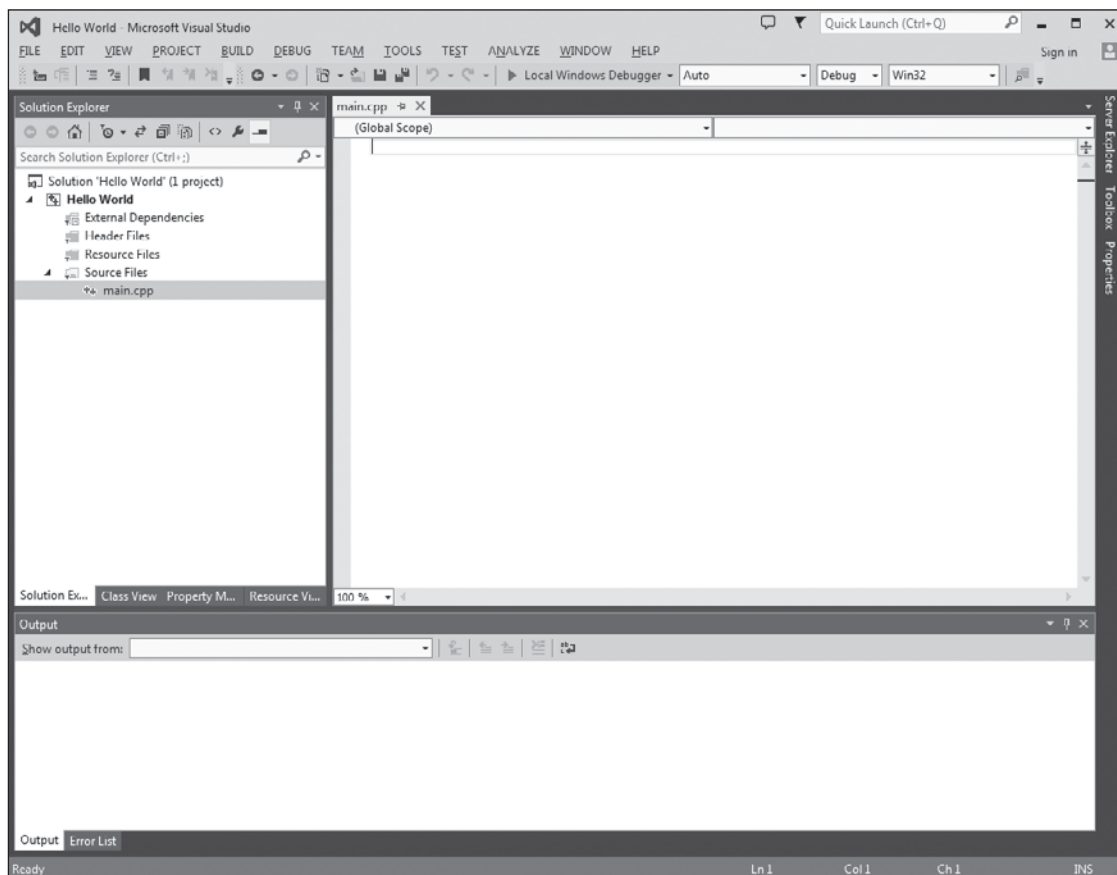 Hello World - Microsoft Visual Studio
Quick Launch (Ctrl+Q)
FILE EDIT VIEW PROJECT BUILD DEBUG TEAM TOOLS TEST ANALYZE WINDOW HELP
Sign in
Local Windows Debugger
Auto
Debug
Win32
Solution Explorer
Search Solution Explorer (Ctrl+;)
Solution 'Hello World' (1 project)
Hello World
External Dependencies
Header Files
Resource Files
Source Files
main.cpp
Solution Ex... Class View Property M... Resource Vi...
main.cpp
(Global Scope)
100 %
Server Explorer
Toolbox
Properties
Output
Show output from:
Output Error List
Ready Ln 1 Col 1 Ch 1 INS